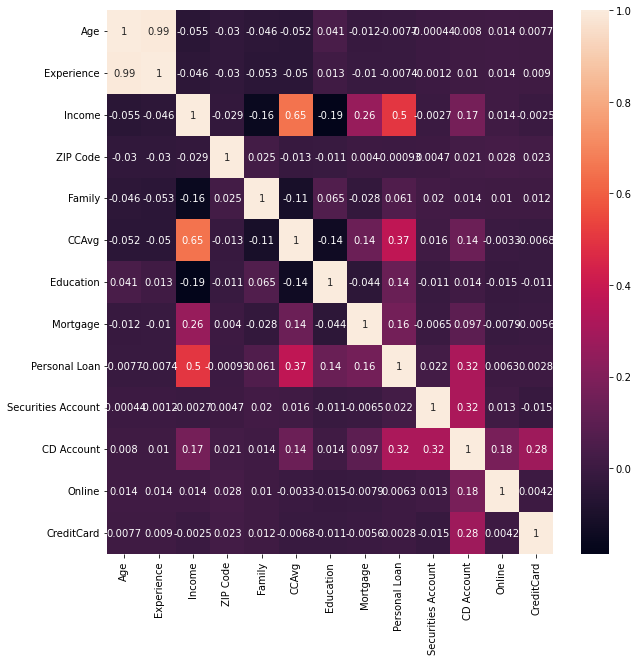 Age 1 0.99 -0.055 -0.03 -0.046 -0.052 0.041 -0.012 -0.0077 -0.00044 0.008 0.014 0.0077
Experience 0.99 1 -0.046 -0.03 -0.053 -0.05 0.013 -0.01 -0.0074 -0.0012 0.01 0.014 0.009
Income -0.055 -0.046 1 -0.029 -0.16 0.65 -0.19 0.26 0.5 -0.0027 0.17 0.014 -0.0025
ZIP Code -0.03 -0.03 -0.029 1 0.025 -0.013 -0.011 0.004 -0.00093 0.0047 0.021 0.028 0.023
Family -0.046 -0.053 -0.16 0.025 1 -0.11 0.065 -0.028 0.061 0.02 0.014 0.01 0.012
CCAvg -0.052 -0.05 0.65 -0.013 -0.11 1 -0.14 0.14 0.37 0.016 0.14 -0.0033 -0.0068
Education 0.041 0.013 -0.19 -0.011 0.065 -0.14 1 -0.044 0.14 -0.011 0.014 -0.015 -0.011
Mortgage -0.012 -0.01 0.26 0.004 -0.028 0.14 -0.044 1 0.16 -0.0065 0.097 -0.0079 -0.0056
Personal Loan -0.0077 -0.0074 0.5 -0.00093 0.061 0.37 0.14 0.16 1 0.022 0.32 0.0063 0.0028
Securities Account -0.00044 -0.0012 -0.0027 0.0047 0.02 0.016 -0.011 -0.0065 0.022 1 0.32 0.013 -0.015
CD Account 0.008 0.01 0.17 0.021 0.014 0.14 0.014 0.097 0.32 0.32 1 0.18 0.28
Online 0.014 0.014 0.014 0.028 0.01 -0.0033 -0.015 -0.0079 0.0063 0.013 0.18 1 0.0042
CreditCard 0.0077 0.009 -0.0025 0.023 0.012 -0.0068 -0.011 -0.0056 0.0028 -0.015 0.28 0.0042 1
Age
Experience
Income
ZIP Code
Family
CCAvg
Education
Mortgage
Personal Loan
Securities Account
CD Account
Online
CreditCard
1.0
0.8
0.6
0.4
0.2
0.0